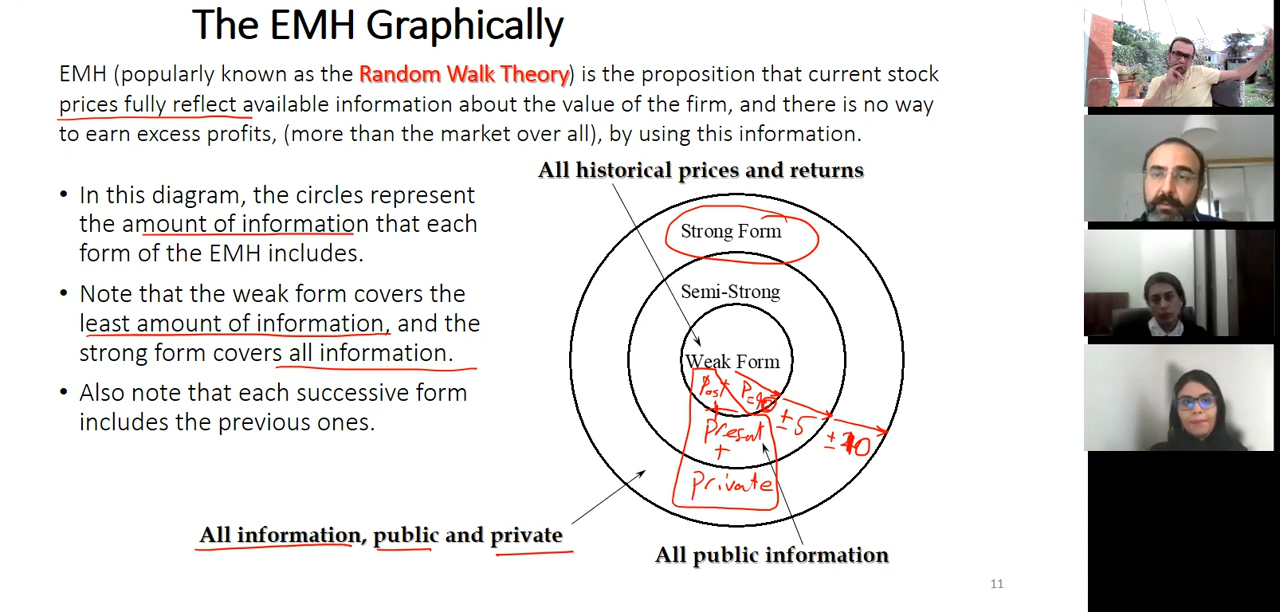 The EMH Graphically
EMH (popularly known as the Random Walk Theory) is the proposition that current stock
prices fully reflect available information about the value of the firm, and there is no way
to earn excess profits, (more than the market over all), by using this information.
• In this diagram, the circles represent
the amount of information that each
form of the EMH includes.
• Note that the weak form covers the
least amount of information, and the
strong form covers all information.
• Also note that each successive form
includes the previous ones.
All historical prices and returns
Strong Form
Semi-Strong
Weak Form
Past
+
present
+
private
± 5
± 10
All information, public and private
All public information
11